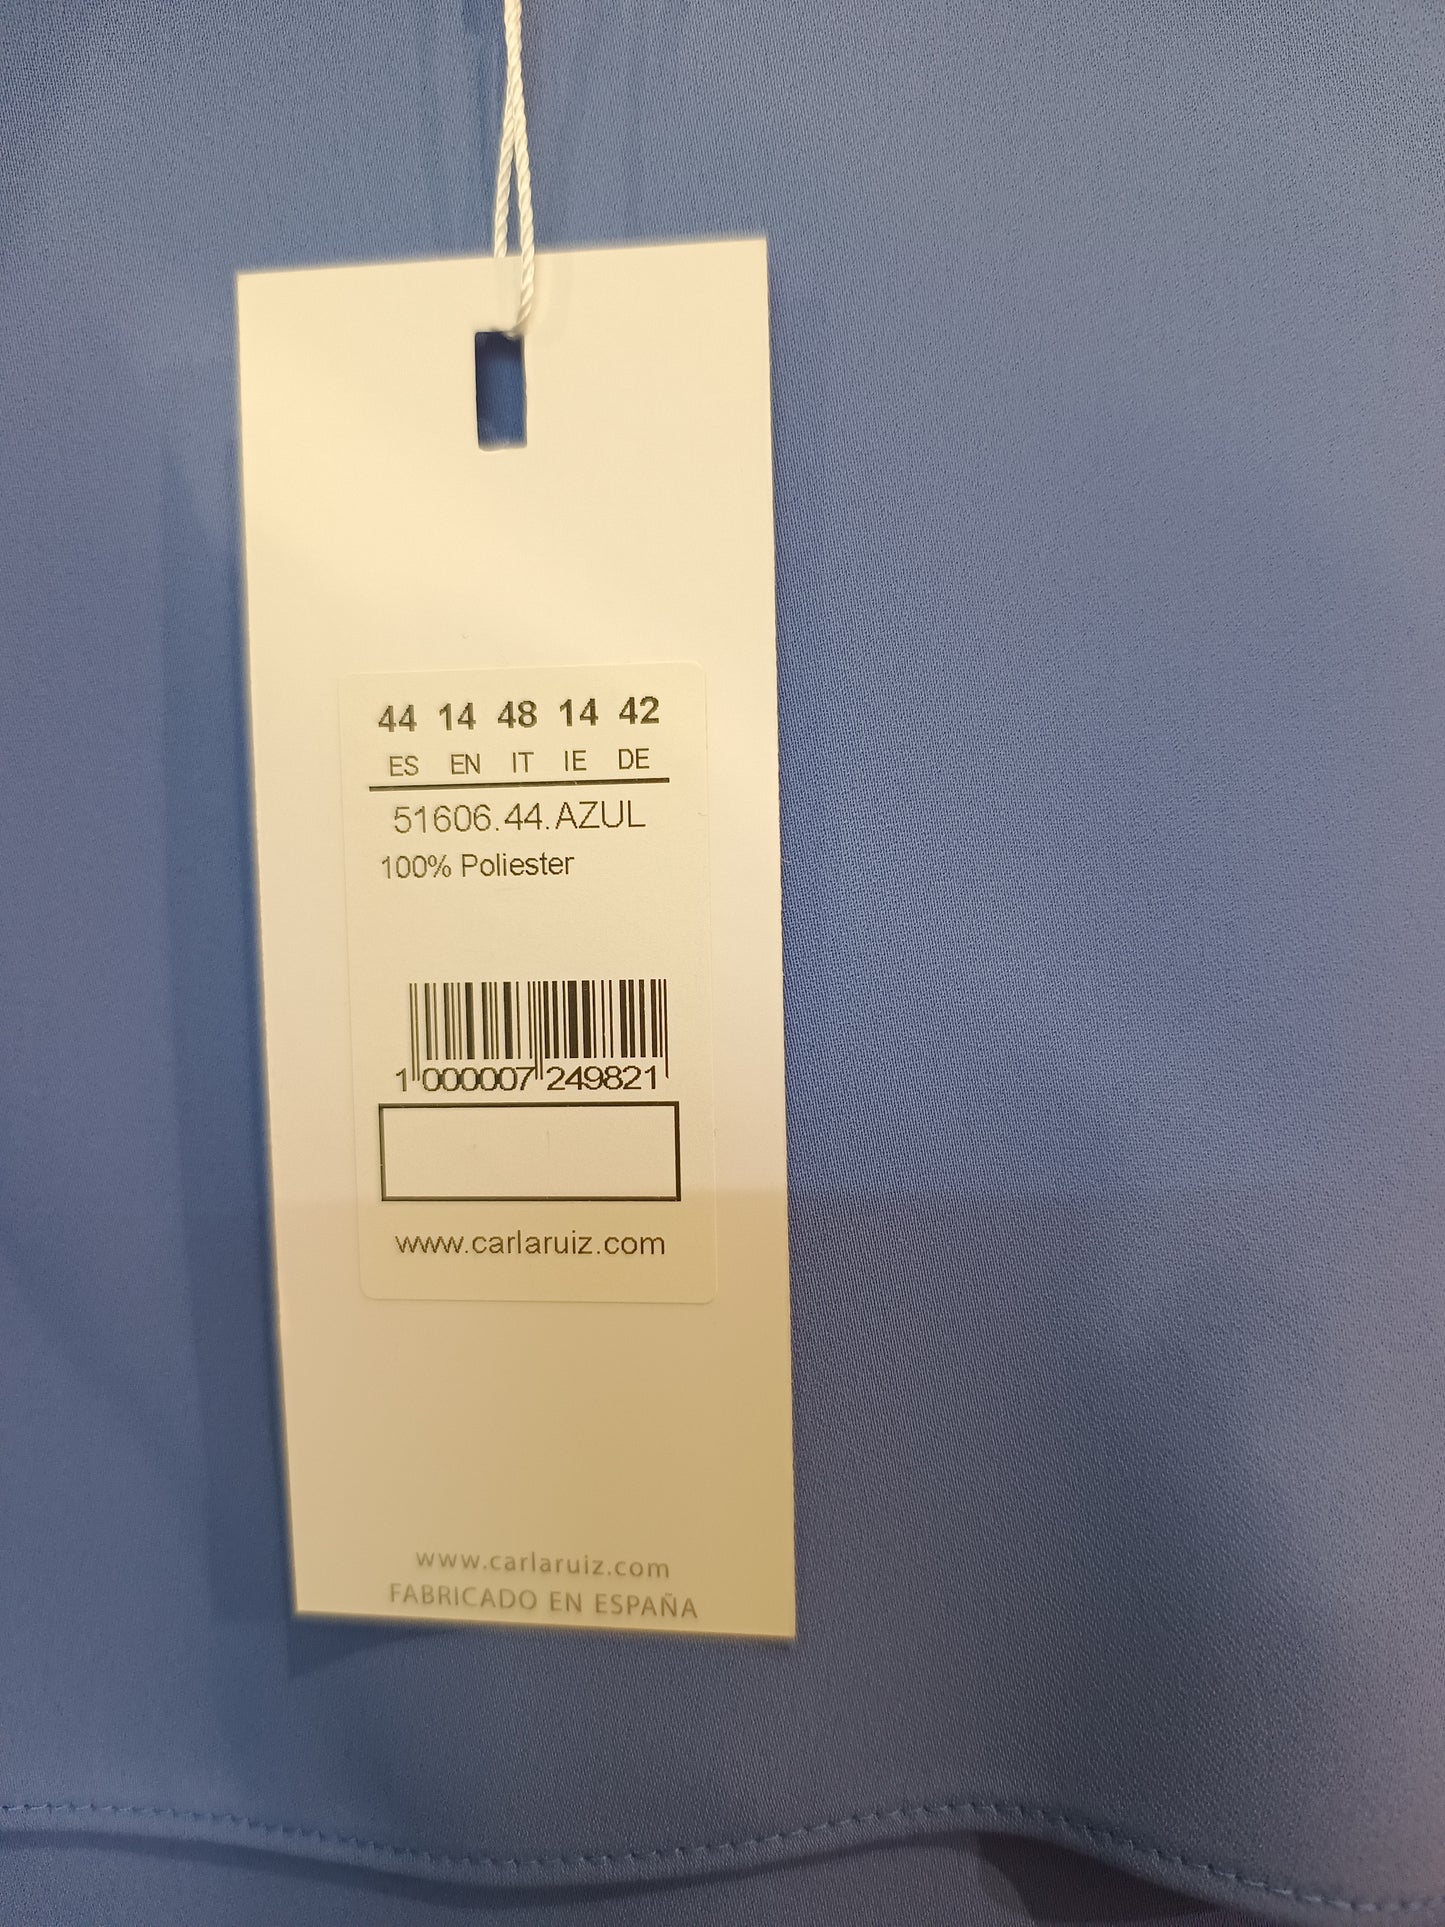 44 14 48 14 42
ES EN IT IE DE
51606.44.AZUL
100% Poliester
1 000007 249821
www.carlaruiz.com
www.carlaruiz.com
FABRICADO EN ESPAÑA